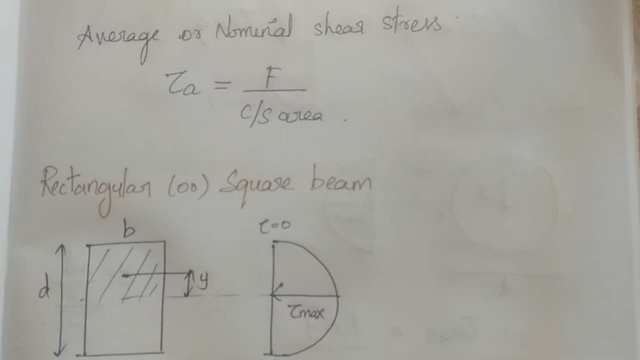 Average or Nominal shear stress.
τa = F / c/s area.
Rectangular (or) Square beam
b
τ=0
d
y
τmax